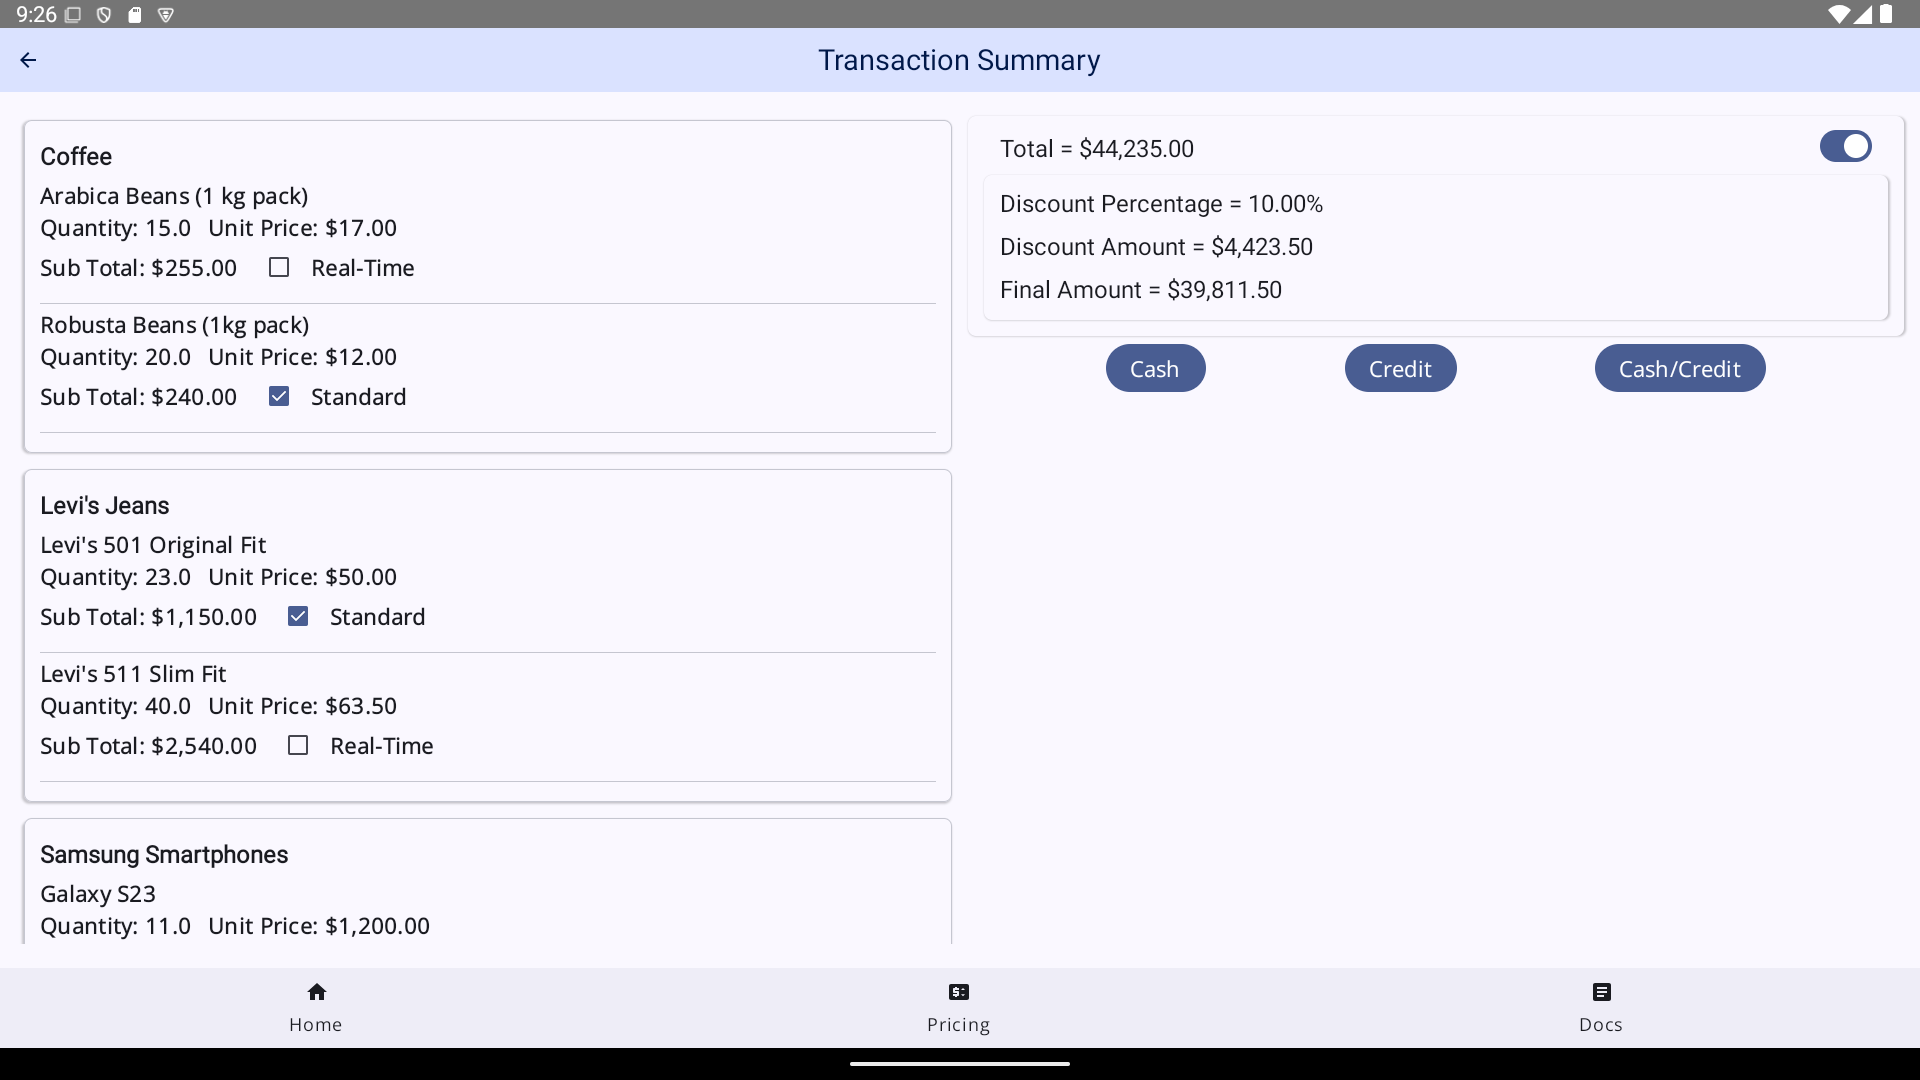 9:26
Transaction Summary
Coffee
Arabica Beans (1 kg pack)
Quantity: 15.0 Unit Price: $17.00
Sub Total: $255.00 Real-Time
Robusta Beans (1kg pack)
Quantity: 20.0 Unit Price: $12.00
Sub Total: $240.00 Standard
Levi's Jeans
Levi's 501 Original Fit
Quantity: 23.0 Unit Price: $50.00
Sub Total: $1,150.00 Standard
Levi's 511 Slim Fit
Quantity: 40.0 Unit Price: $63.50
Sub Total: $2,540.00 Real-Time
Samsung Smartphones
Galaxy S23
Quantity: 11.0 Unit Price: $1,200.00
Total = $44,235.00
Discount Percentage = 10.00%
Discount Amount = $4,423.50
Final Amount = $39,811.50
Cash
Credit
Cash/Credit
Home
Pricing
Docs